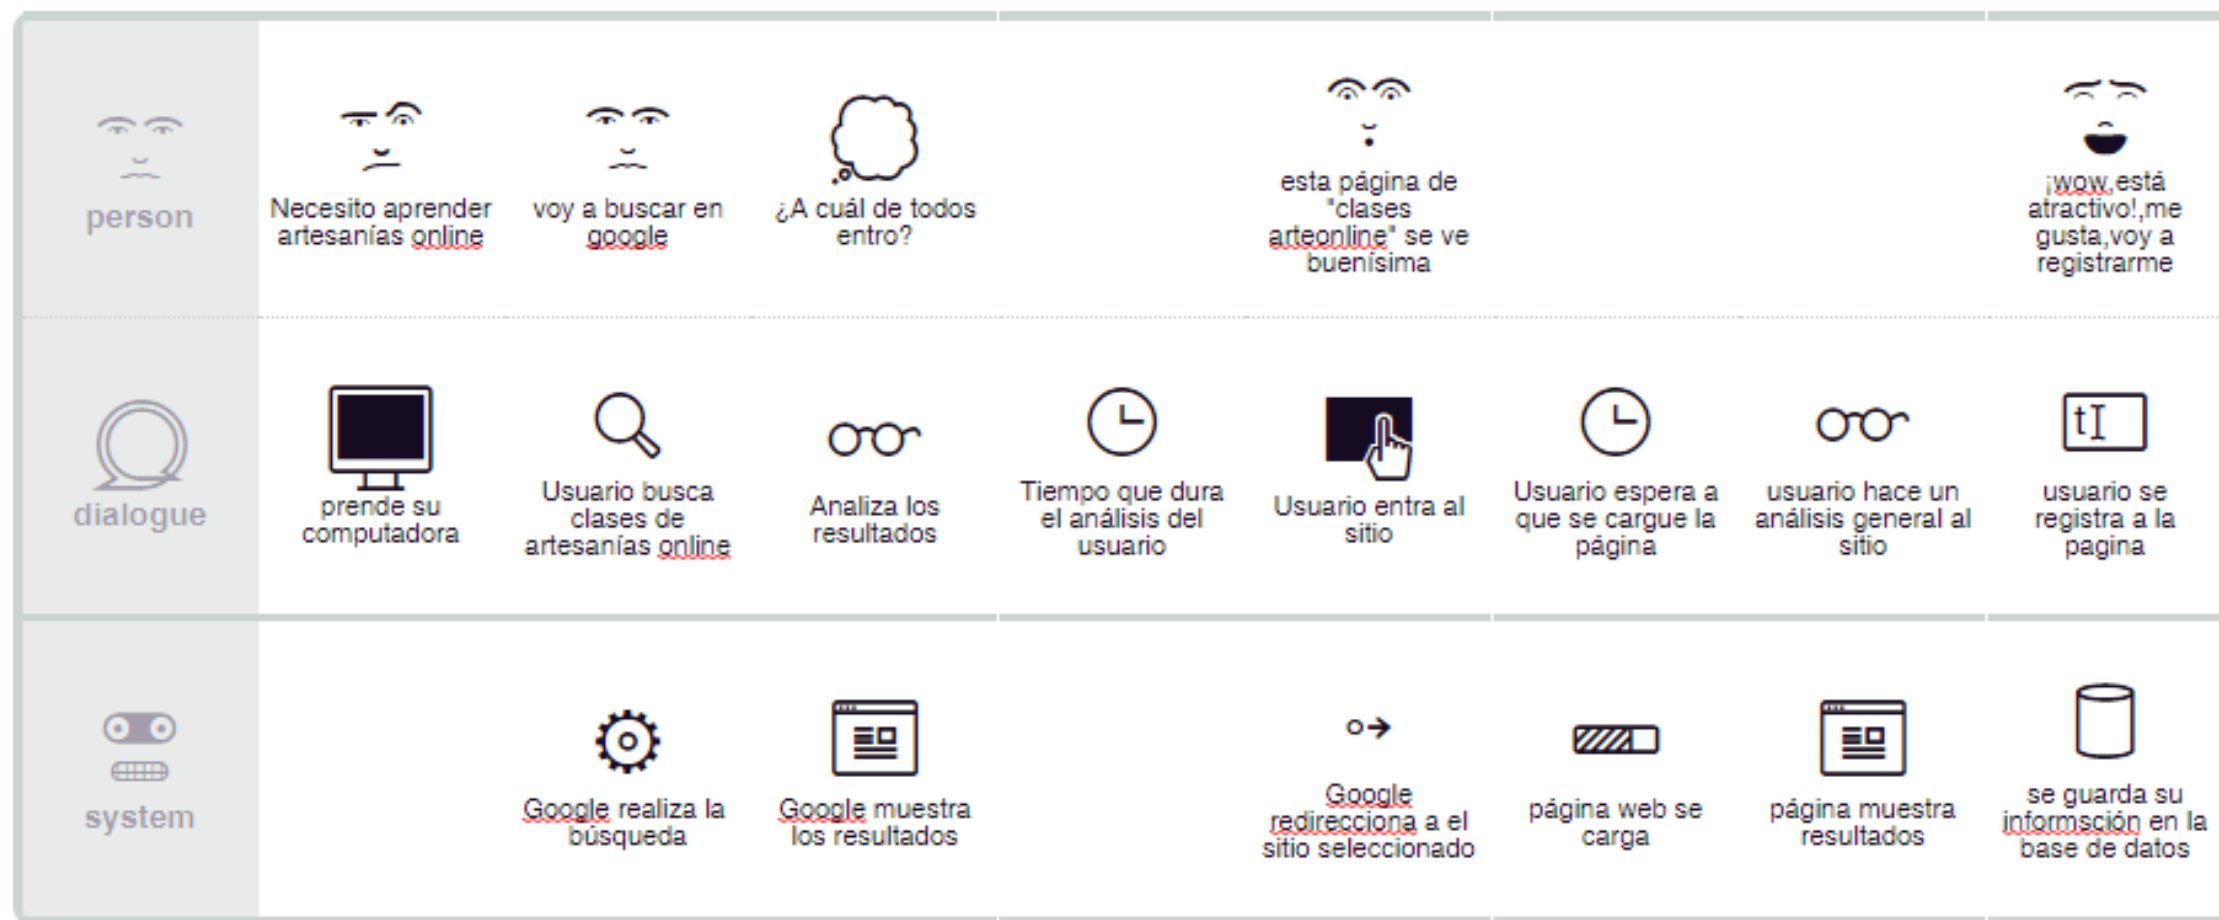 person
Necesito aprender
artesanías online
voy a buscar en
google
¿A cuál de todos
entro?
esta página de
"clases
arteonline" se ve
buenísima
¡wow,está
atractivo!,me
gusta,voy a
registrarme
dialogue
prende su
computadora
Usuario busca
clases de
artesanías online
Analiza los
resultados
Tiempo que dura
el análisis del
usuario
Usuario entra al
sitio
Usuario espera a
que se cargue la
página
usuario hace un
análisis general al
sitio
t
usuario se
registra a la
pagina
system
Google realiza la
búsqueda
Google muestra
los resultados
Google
redirecciona a el
sitio seleccionado
página web se
carga
página muestra
resultados
se guarda su
informsción en la
base de datos